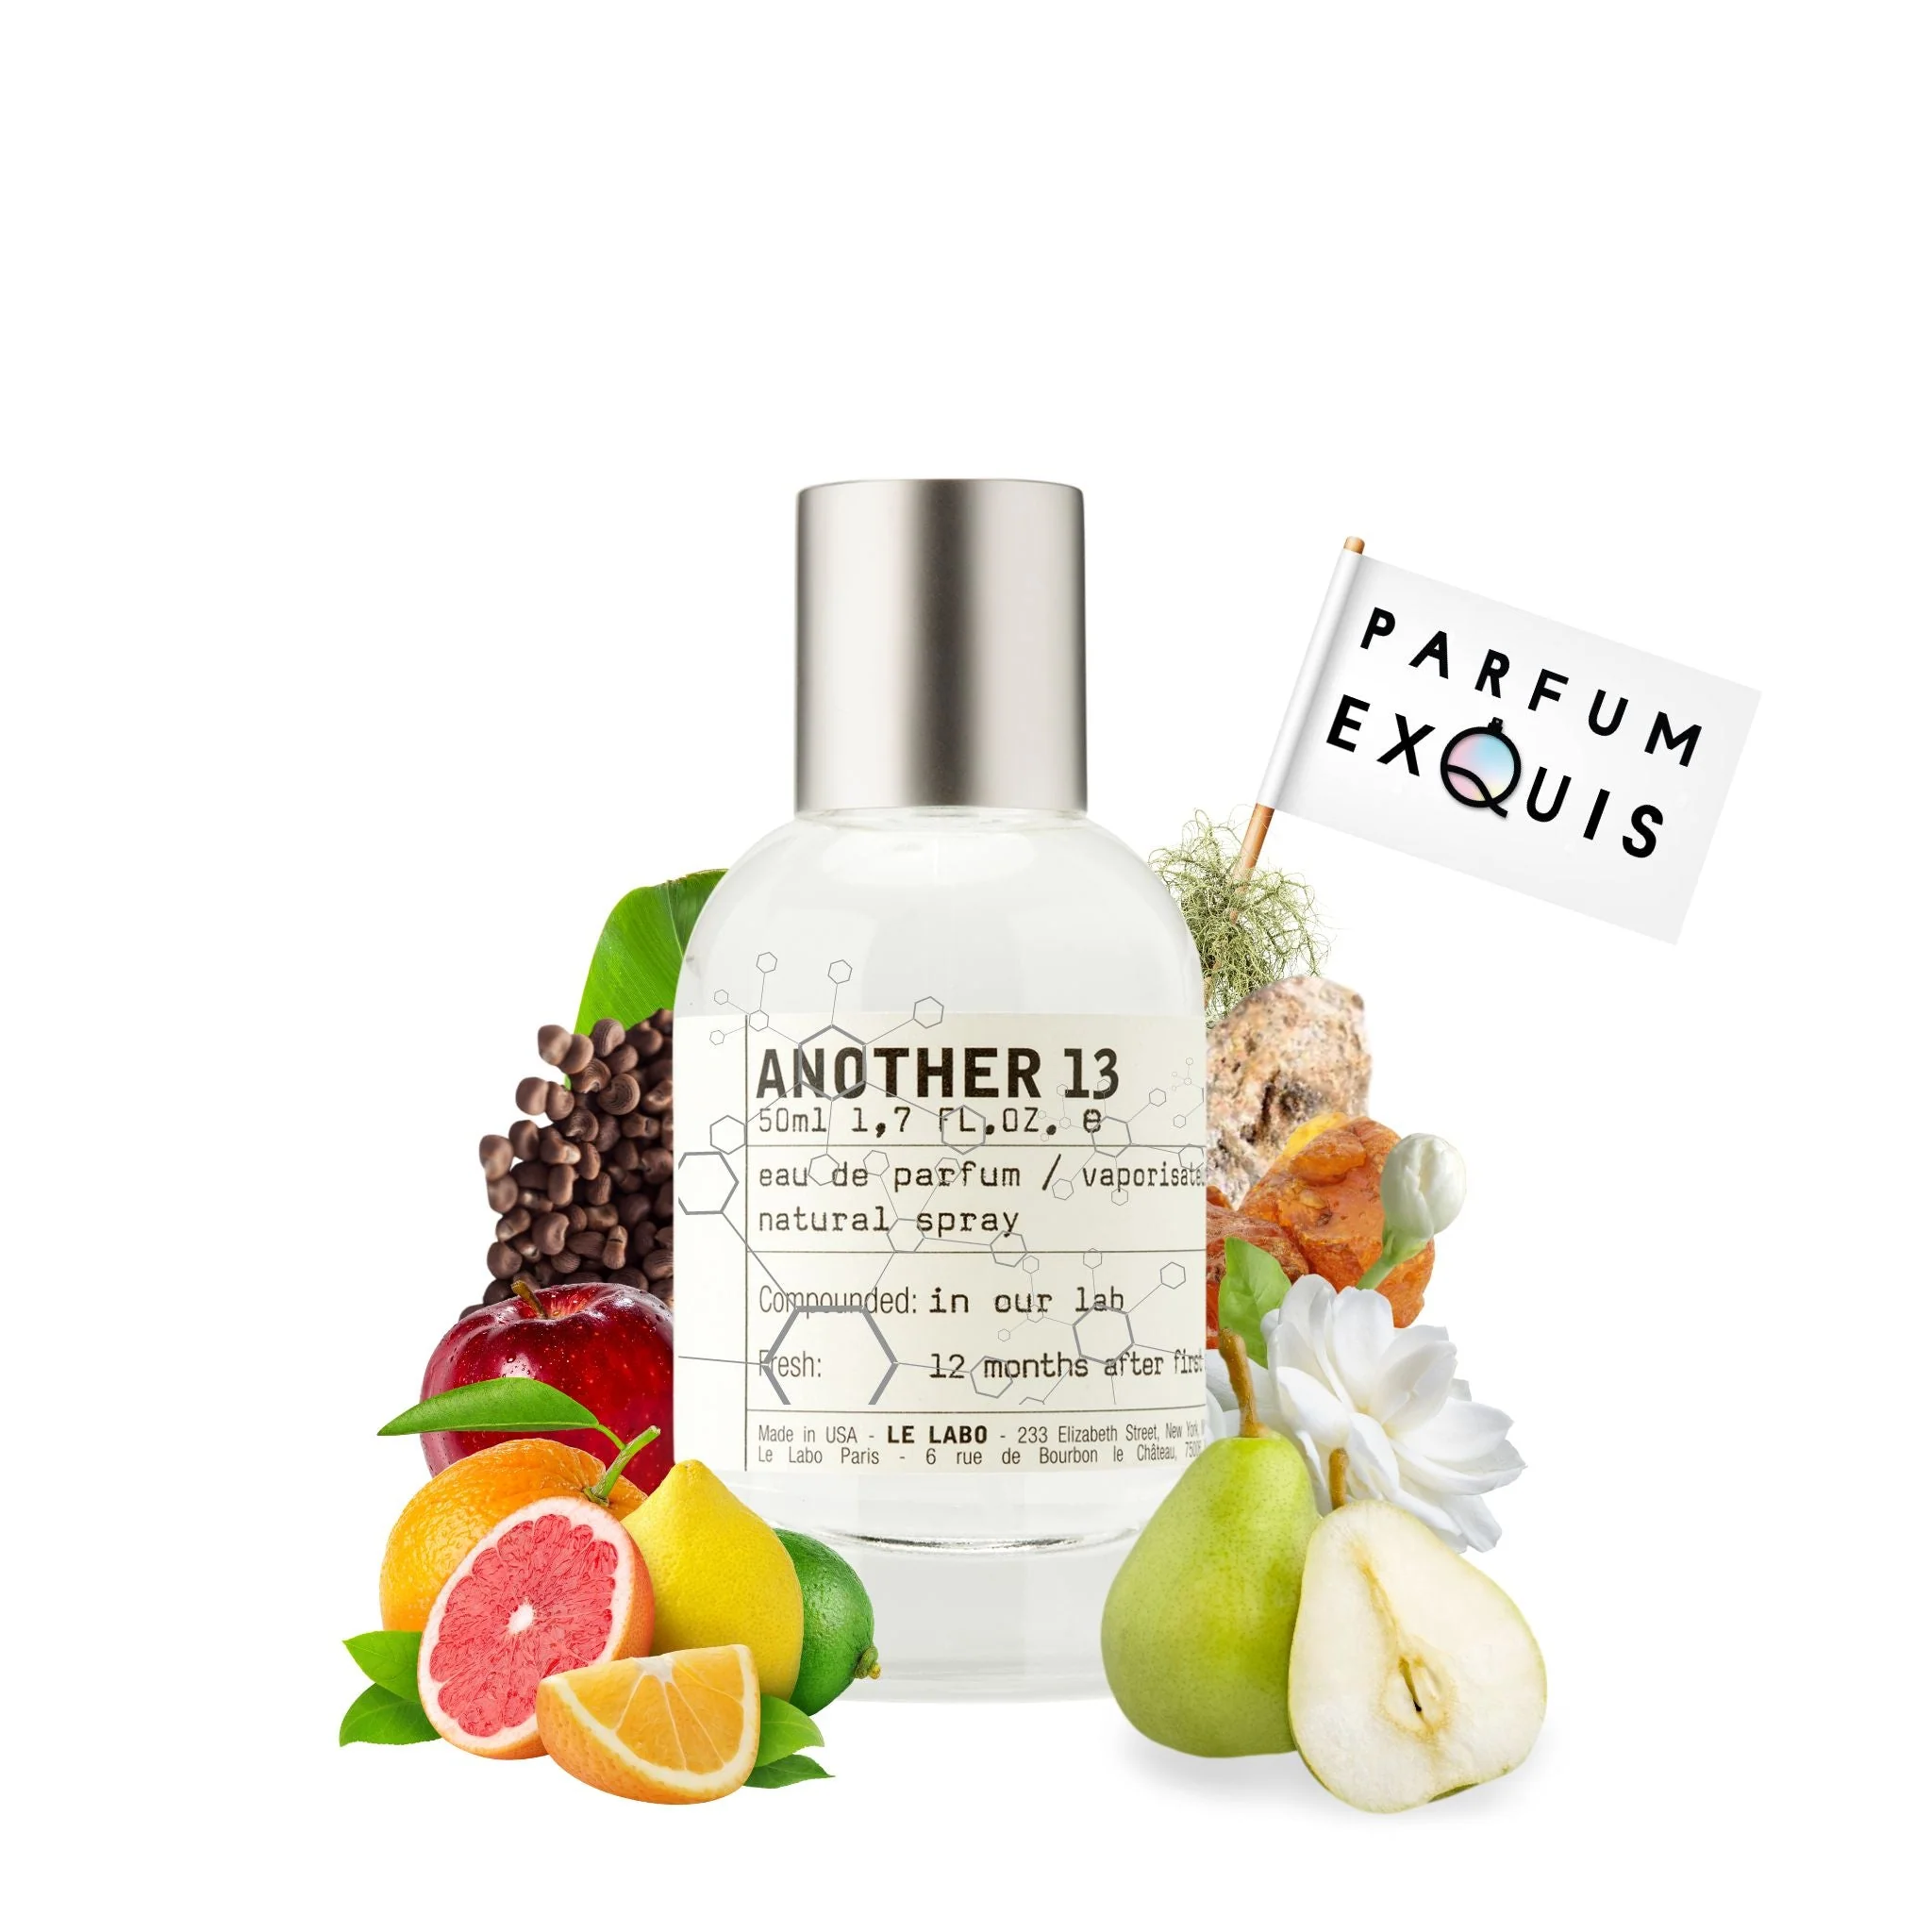 PARFUM
EXQUIS
ANOTHER 13
50ml 1,7 FL.OZ. e
eau de parfum /
natural spray
Compounded: in our lab
Fresh: 12 months after first
Made in USA - LE LABO - 233 Elizabeth Street, New York,
Le Labo Paris - 6 rue de Bourbon le Château,